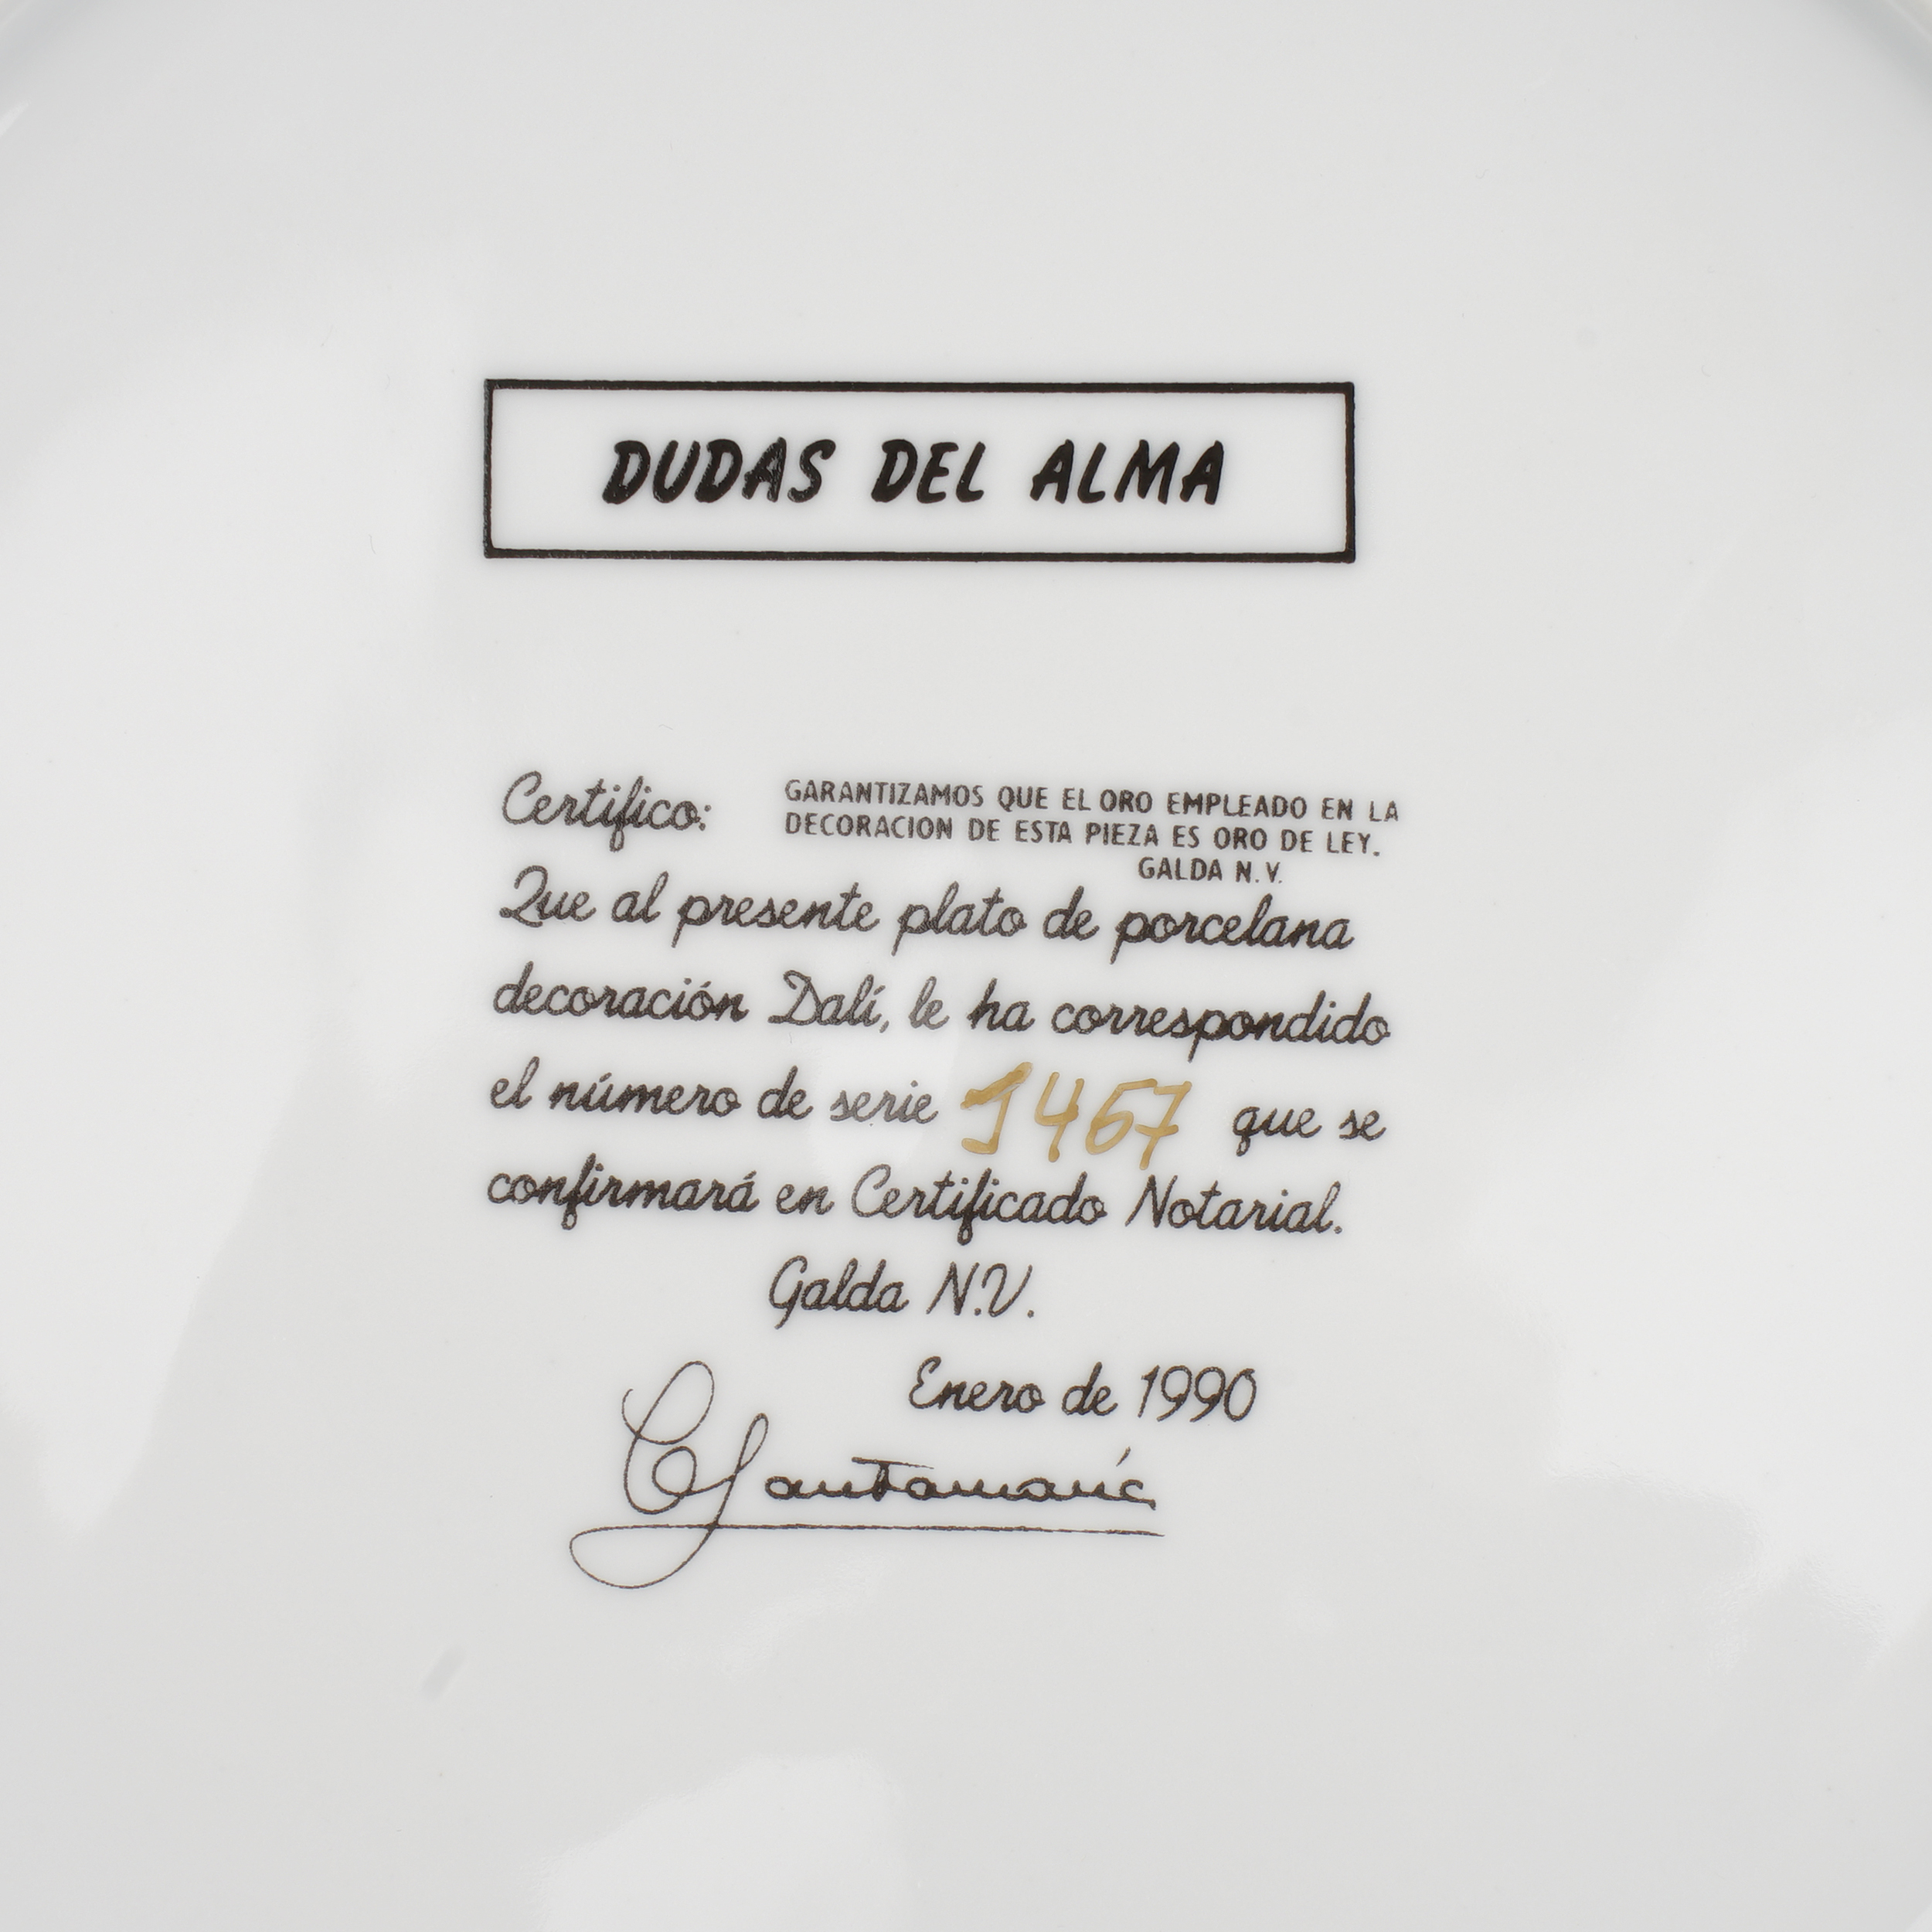 DUDAS DEL ALMA
Certifico:
GARANTIZAMOS QUE EL ORO EMPLEADO EN LA
DECORACION DE ESTA PIEZA ES ORO DE LEY.
GALDA N.V.
Que al presente plato de porcelana
decoración Dalí, le ha correspondido
el número de serie 1467 que se
confirmará en Certificado Notarial.
Galda N.V.
Enero de 1990
Santamaría